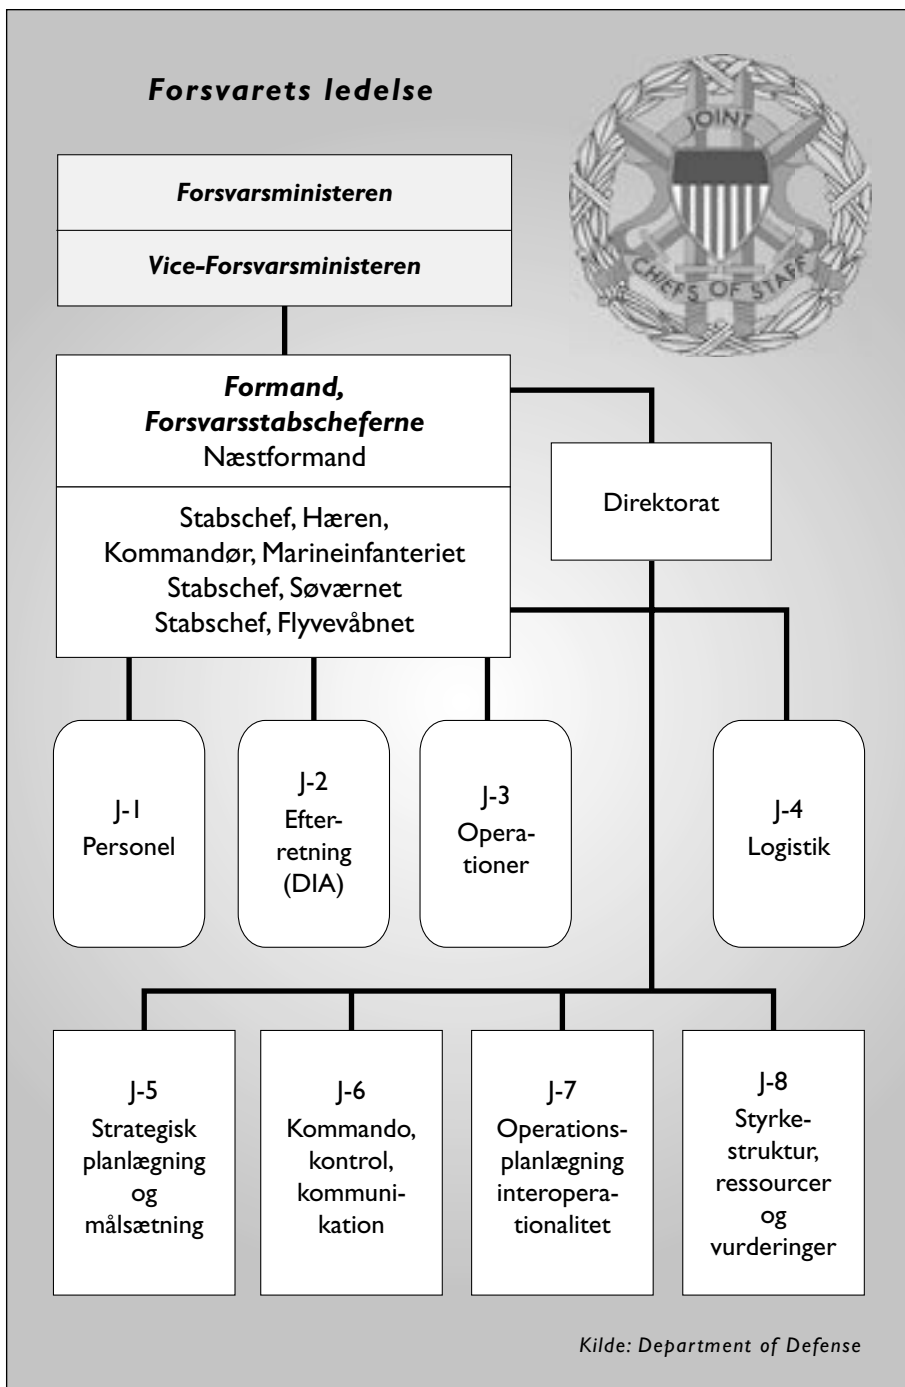 Forsvarets ledelse
JOINT
CHIEFS OF STAFF
Forsvarsministeren
Vice-Forsvarsministeren
Formand,
Forsvarsstabscheferne
Næstformand
Direktorat
Stabschef, Hæren,
Kommandør, Marineinfanteriet
Stabschef, Søværnet
Stabschef, Flyvevåbnet
J-1
Personel
J-2
Efter-
retning
(DIA)
J-3
Opera-
tioner
J-4
Logistik
J-5
Strategisk
planlægning
og
målsætning
J-6
Kommando,
kontrol,
kommuni-
kation
J-7
Operations-
planlægning
interopera-
tionalitet
J-8
Styrke-
struktur,
ressourcer
og
vurderinger
Kilde: Department of Defense